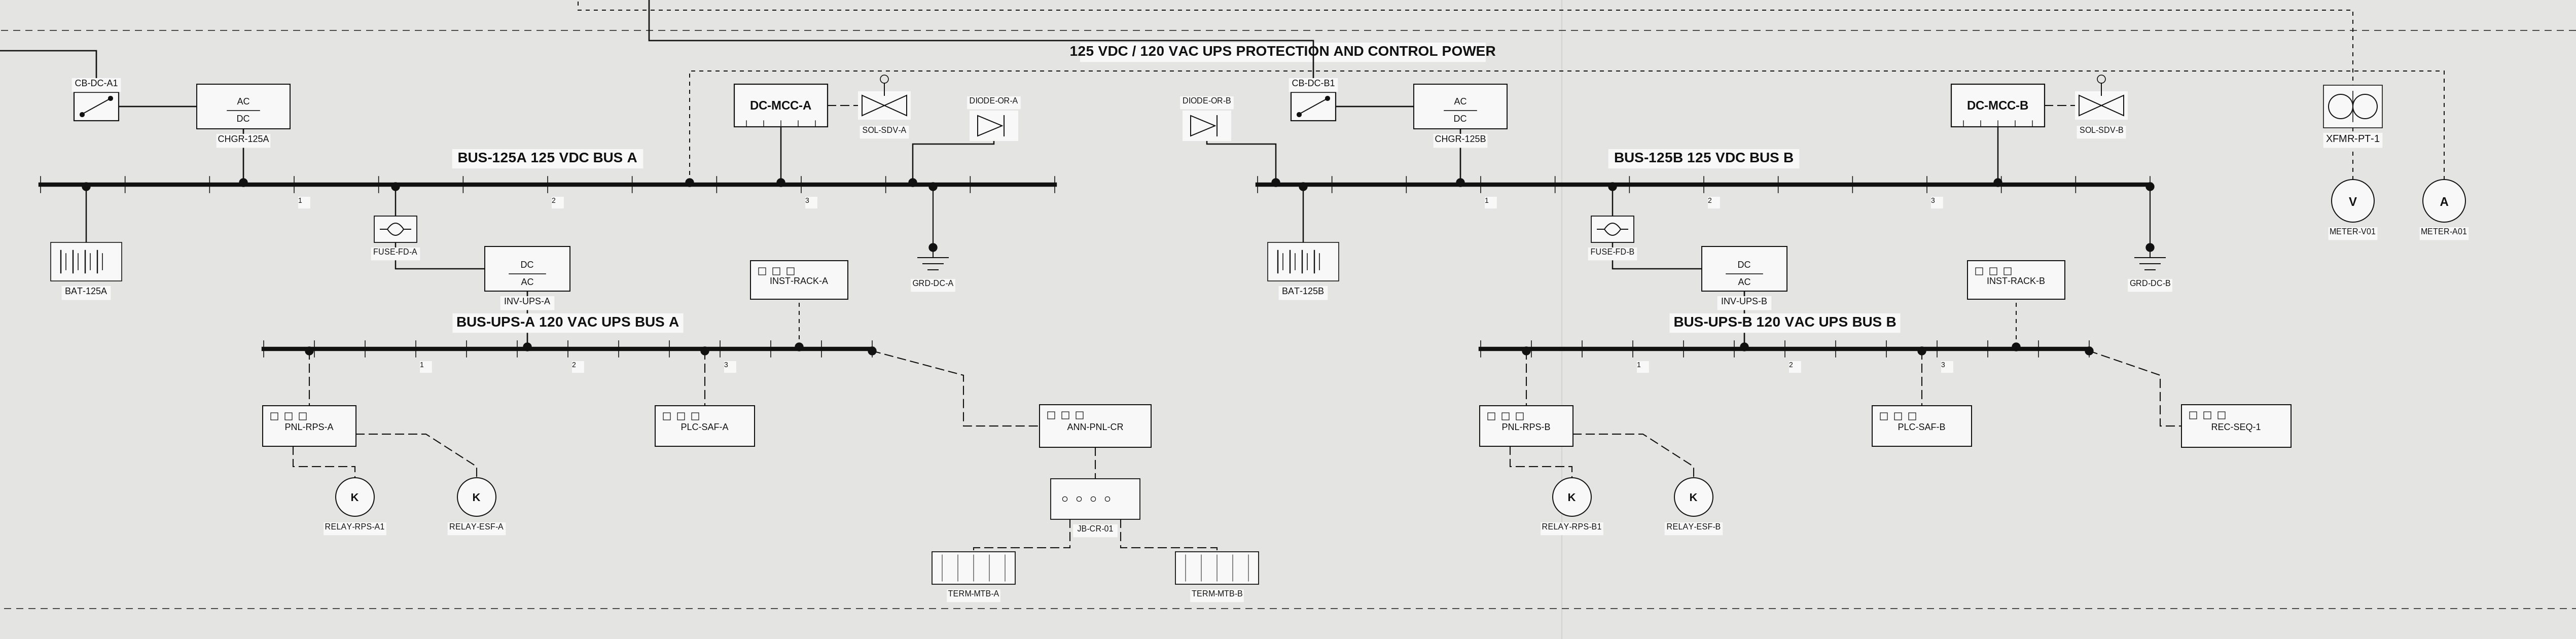 125 VDC / 120 VAC UPS PROTECTION AND CONTROL POWER
CB-DC-A1
AC
DC
CHGR-125A
DC-MCC-A
SOL-SDV-A
DIODE-OR-A
DIODE-OR-B
CB-DC-B1
AC
DC
CHGR-125B
DC-MCC-B
SOL-SDV-B
XFMR-PT-1
BUS-125A 125 VDC BUS A
BUS-125B 125 VDC BUS B
1
2
3
1
2
3
V
METER-V01
A
METER-A01
BAT-125A
FUSE-FD-A
DC
AC
INV-UPS-A
INST-RACK-A
GRD-DC-A
BAT-125B
FUSE-FD-B
DC
AC
INV-UPS-B
INST-RACK-B
GRD-DC-B
BUS-UPS-A 120 VAC UPS BUS A
BUS-UPS-B 120 VAC UPS BUS B
1
2
3
1
2
3
PNL-RPS-A
PLC-SAF-A
ANN-PNL-CR
PNL-RPS-B
PLC-SAF-B
REC-SEQ-1
K
RELAY-RPS-A1
K
RELAY-ESF-A
JB-CR-01
K
RELAY-RPS-B1
K
RELAY-ESF-B
TERM-MTB-A
TERM-MTB-B